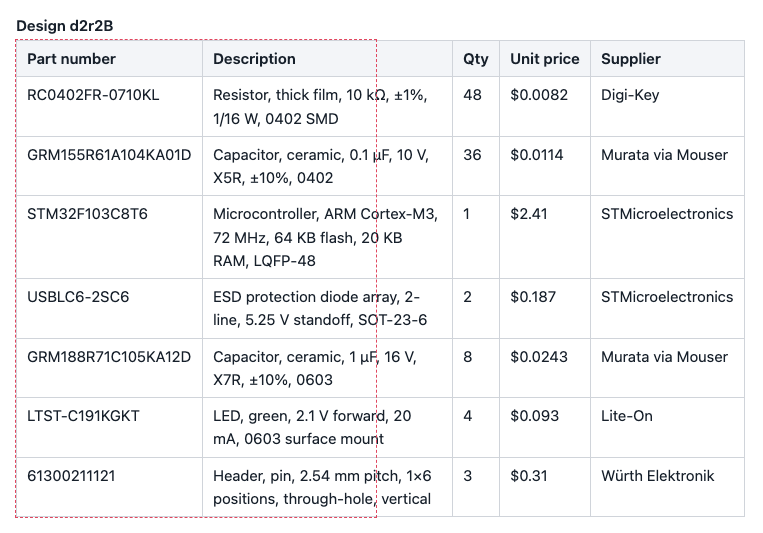 Design d2r2B
Part number Description Qty Unit price Supplier
RC0402FR-0710KL Resistor, thick film, 10 kΩ, ±1%, 48 $0.0082 Digi-Key
1/16 W, 0402 SMD
GRM155R61A104KA01D Capacitor, ceramic, 0.1 µF, 10 V, 36 $0.0114 Murata via Mouser
X5R, ±10%, 0402
STM32F103C8T6 Microcontroller, ARM Cortex-M3, 1 $2.41 STMicroelectronics
72 MHz, 64 KB flash, 20 KB
RAM, LQFP-48
USBLC6-2SC6 ESD protection diode array, 2- 2 $0.187 STMicroelectronics
line, 5.25 V standoff, SOT-23-6
GRM188R71C105KA12D Capacitor, ceramic, 1 µF, 16 V, 8 $0.0243 Murata via Mouser
X7R, ±10%, 0603
LTST-C191KGKT LED, green, 2.1 V forward, 20 4 $0.093 Lite-On
mA, 0603 surface mount
61300211121 Header, pin, 2.54 mm pitch, 1×6 3 $0.31 Würth Elektronik
positions, through-hole, vertical